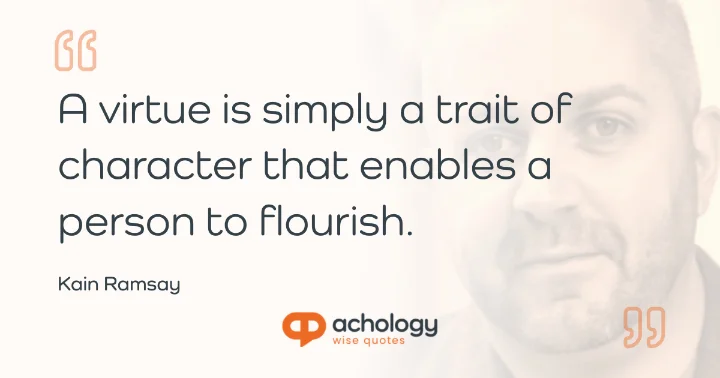 A virtue is simply a trait of
character that enables a
person to flourish.
Kain Ramsay
achology
wise quotes